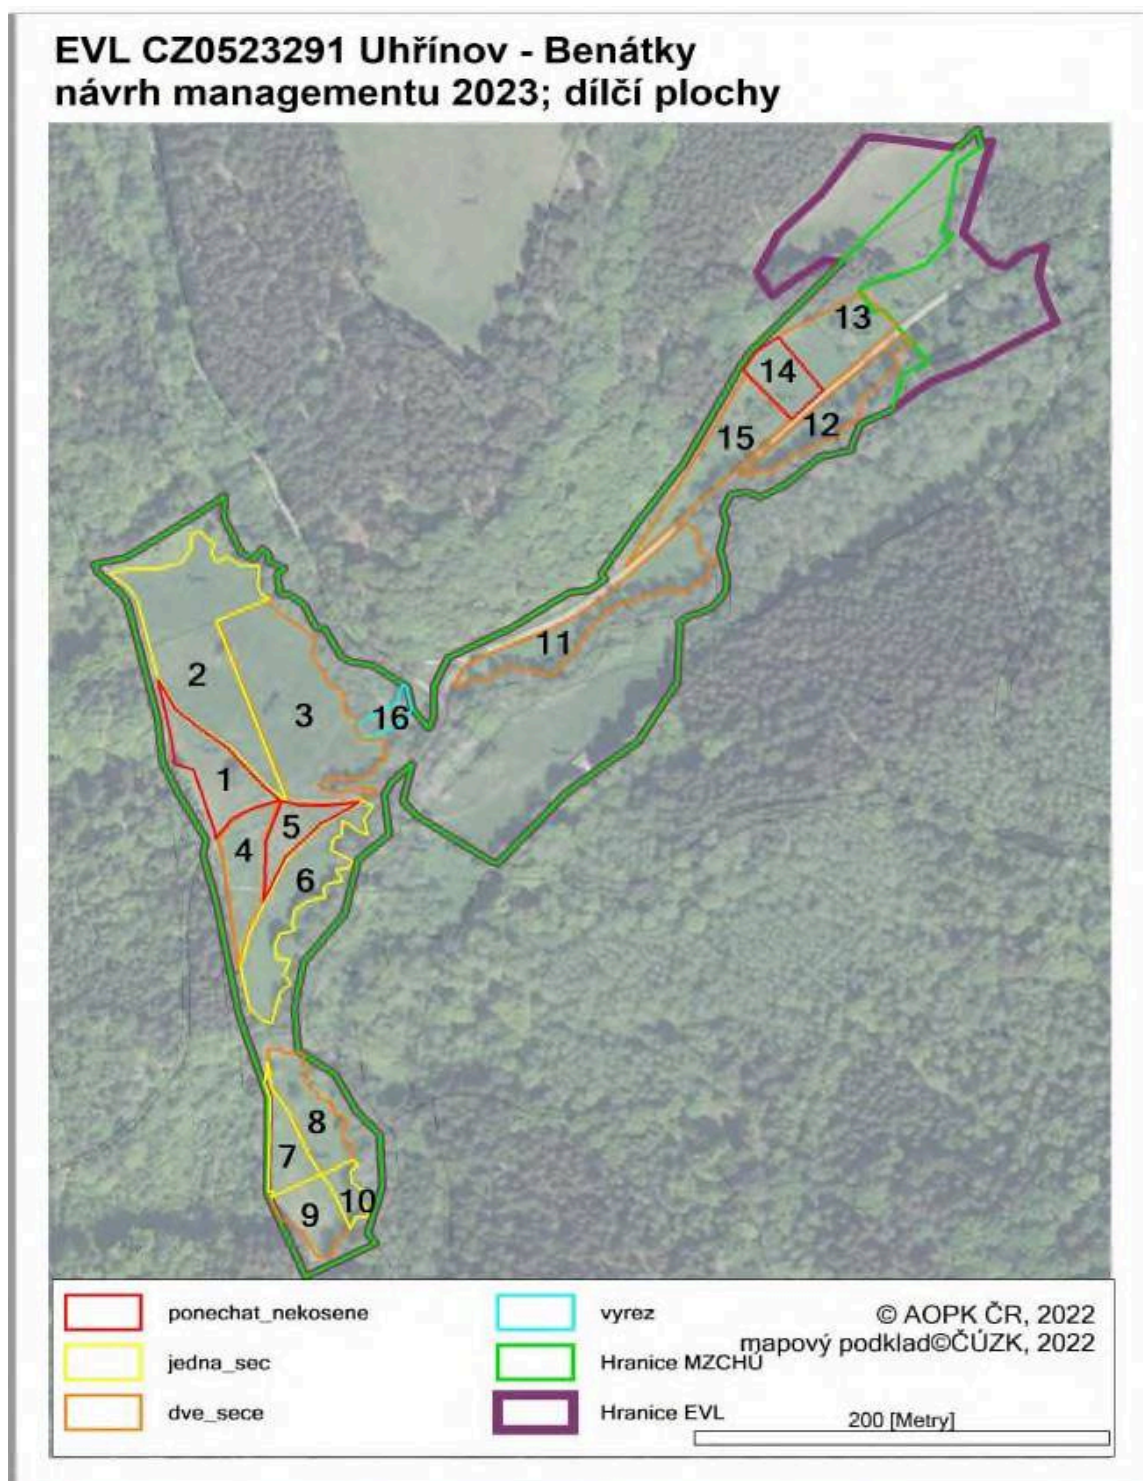 EVL CZ0523291 Uhřínov - Benátky
návrh managementu 2023; dílčí plochy
13
14
12
15
11
2
16
3
1
5
4
6
8
7
10
9
ponechat_nekosene
jedna_sec
dve_sece
vyrez
Hranice MZCHÚ
Hranice EVL
© AOPK ČR, 2022
mapový podklad©ČÚZK, 2022
200 [Metry]